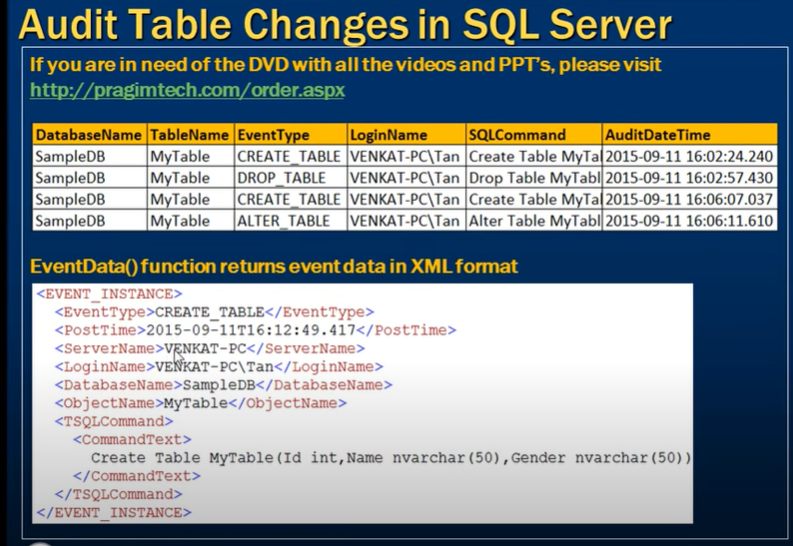 Audit Table Changes in SQL Server
If you are in need of the DVD with all the videos and PPT's, please visit
http://pragimtech.com/order.aspx
DatabaseName TableName EventType LoginName SQLCommand AuditDateTime
SampleDB MyTable CREATE_TABLE VENKAT-PC\Tan Create Table MyTal 2015-09-11 16:02:24.240
SampleDB MyTable DROP_TABLE VENKAT-PC\Tan Drop Table MyTabl 2015-09-11 16:02:57.430
SampleDB MyTable CREATE_TABLE VENKAT-PC\Tan Create Table MyTal 2015-09-11 16:06:07.037
SampleDB MyTable ALTER_TABLE VENKAT-PC\Tan Alter Table MyTabl 2015-09-11 16:06:11.610
EventData() function returns event data in XML format
<EVENT_INSTANCE>
<EventType>CREATE_TABLE</EventType>
<PostTime>2015-09-11T16:12:49.417</PostTime>
<ServerName>VENKAT-PC</ServerName>
<LoginName>VENKAT-PC\Tan</LoginName>
<DatabaseName>SampleDB</DatabaseName>
<ObjectName>MyTable</ObjectName>
<TSQLCommand>
<CommandText>
Create Table MyTable(Id int,Name nvarchar(50),Gender nvarchar(50))
</CommandText>
</TSQLCommand>
</EVENT_INSTANCE>